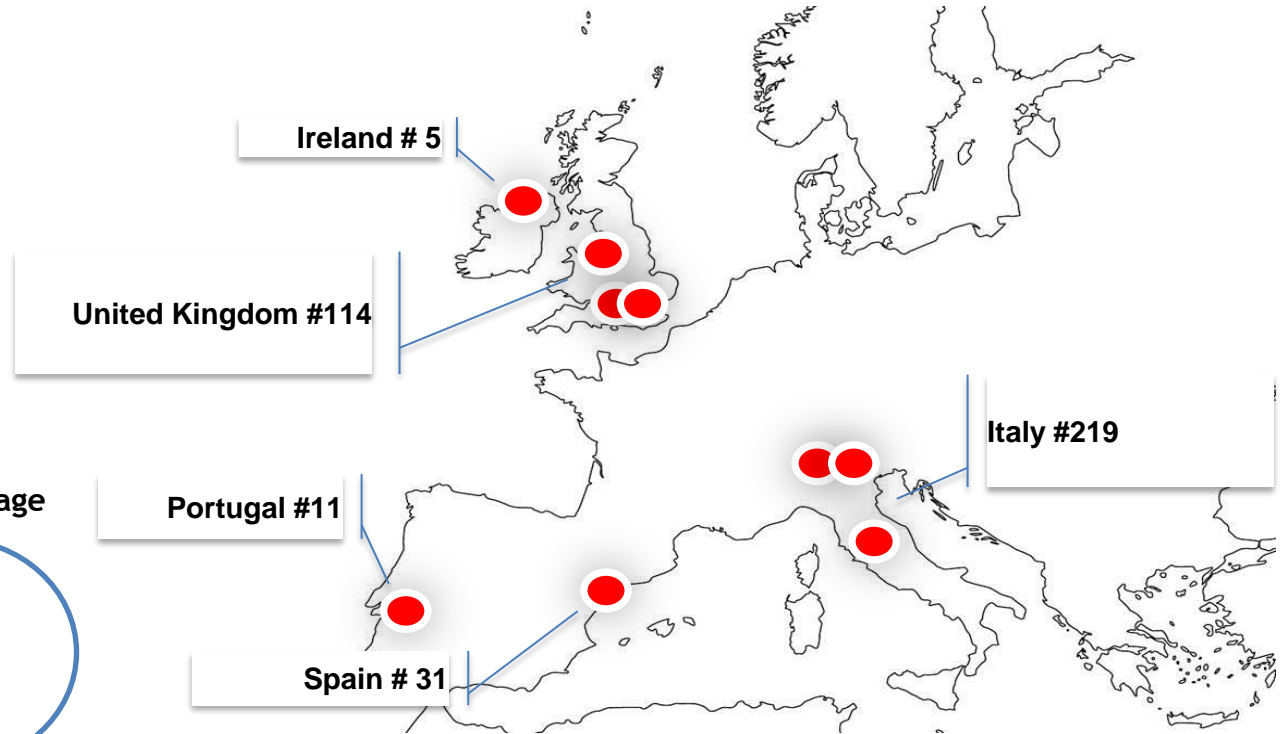 Ireland # 5
United Kingdom #114
Italy #219
age
Portugal #11
Spain # 31